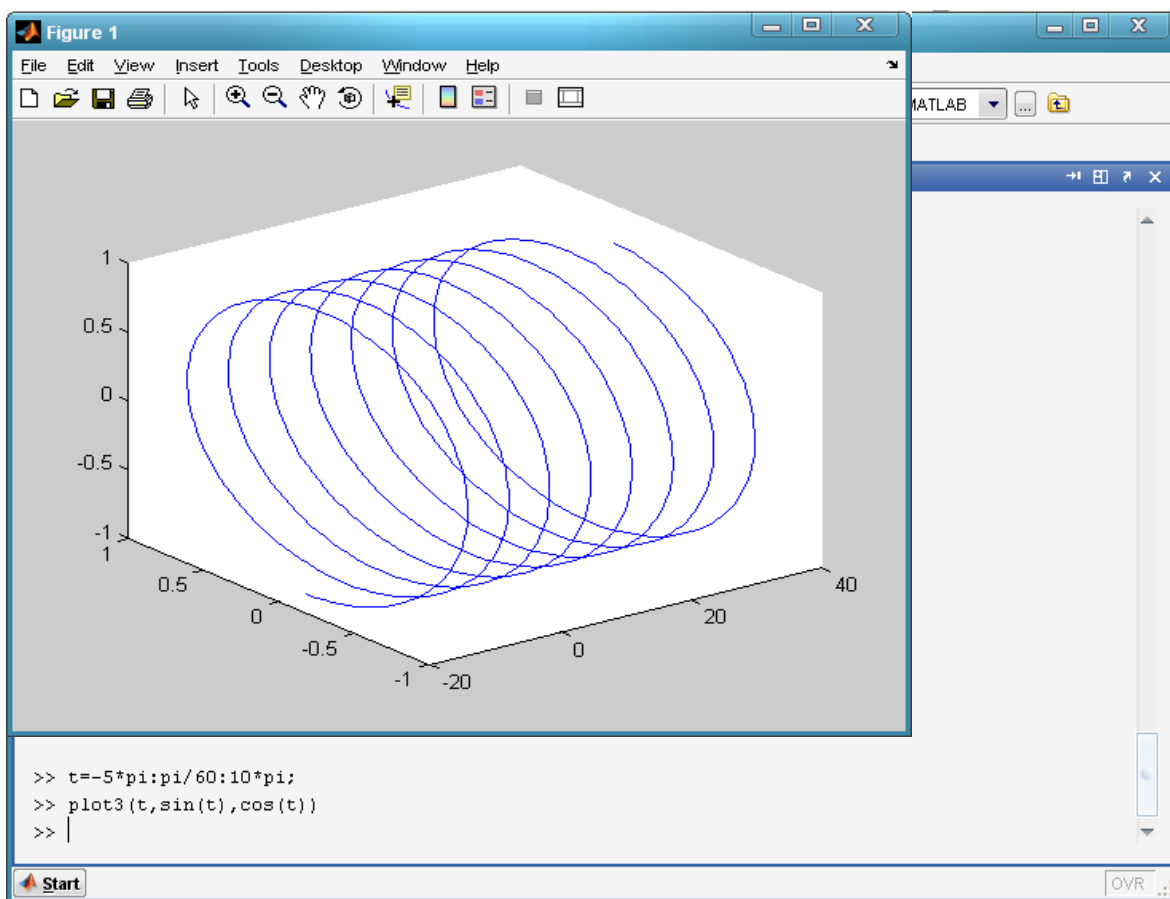 Figure 1
File Edit View Insert Tools Desktop Window Help
MATLAB
...
1
0.5
0
-0.5
-1
1
0.5
0
-0.5
-1
-20
0
20
40
>> t=-5*pi:pi/60:10*pi;
>> plot3(t,sin(t),cos(t))
>>
Start
OVR